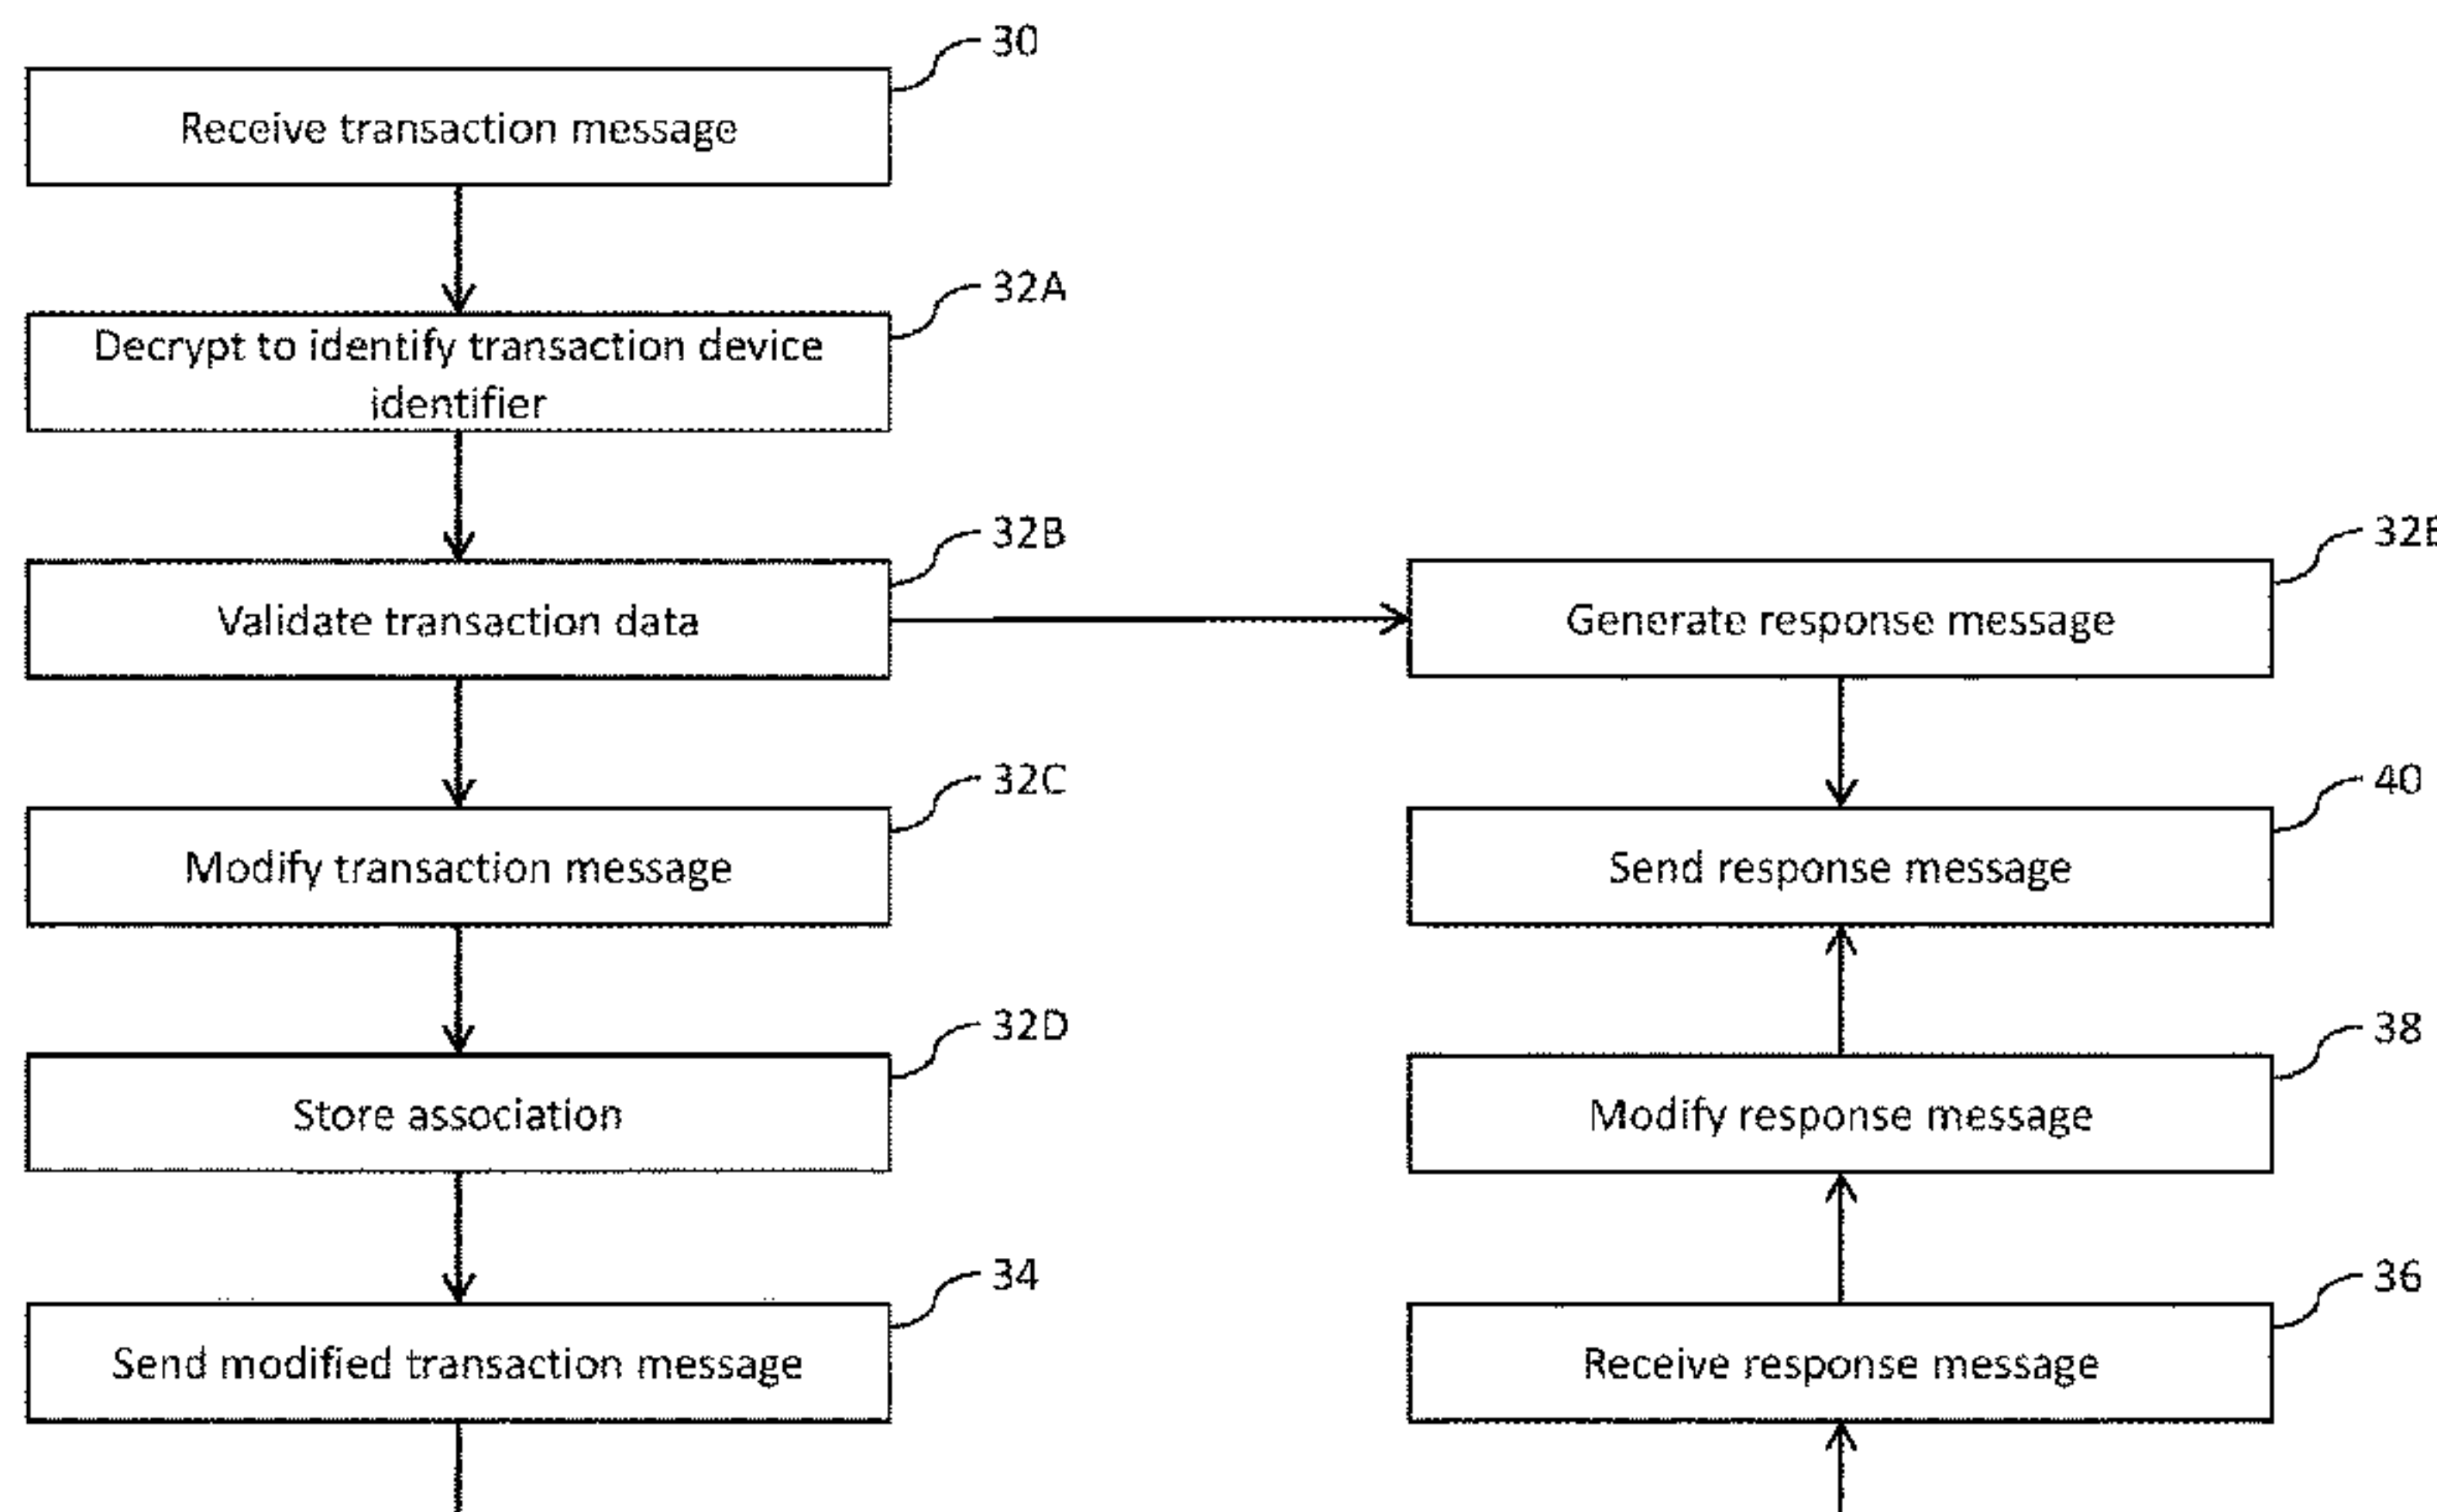 30
Receive transaction message
32A
Decrypt to identify transaction device
identifier
32B
Validate transaction data
32C
Modify transaction message
32D
Store association
34
Send modified transaction message
32E
Generate response message
40
Send response message
38
Modify response message
36
Receive response message